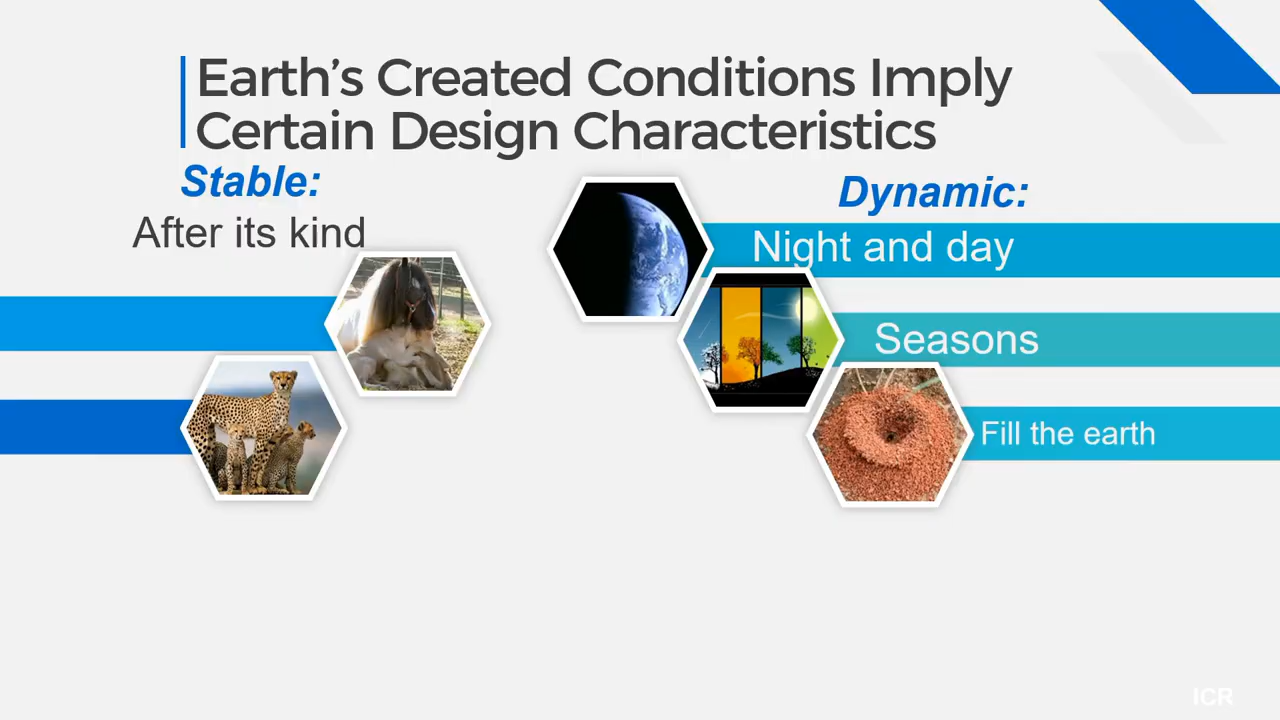 Earth's Created Conditions Imply
Certain Design Characteristics
Stable:
After its kind
Dynamic:
Night and day
Seasons
Fill the earth
ICR